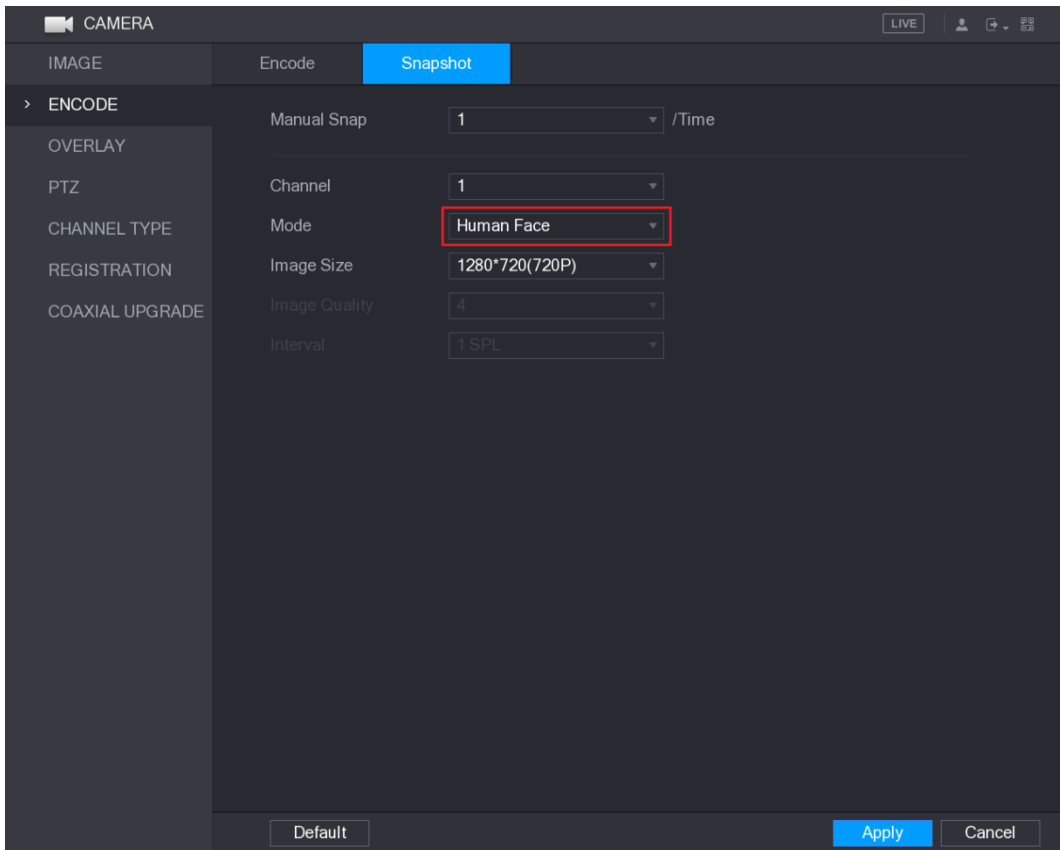 CAMERA LIVE
IMAGE Encode Snapshot
> ENCODE
Manual Snap 1 /Time
OVERLAY
PTZ Channel 1
CHANNEL TYPE Mode Human Face
REGISTRATION Image Size 1280*720(720P)
COAXIAL UPGRADE Image Quality 4
Interval 1 SPL
Default Apply Cancel